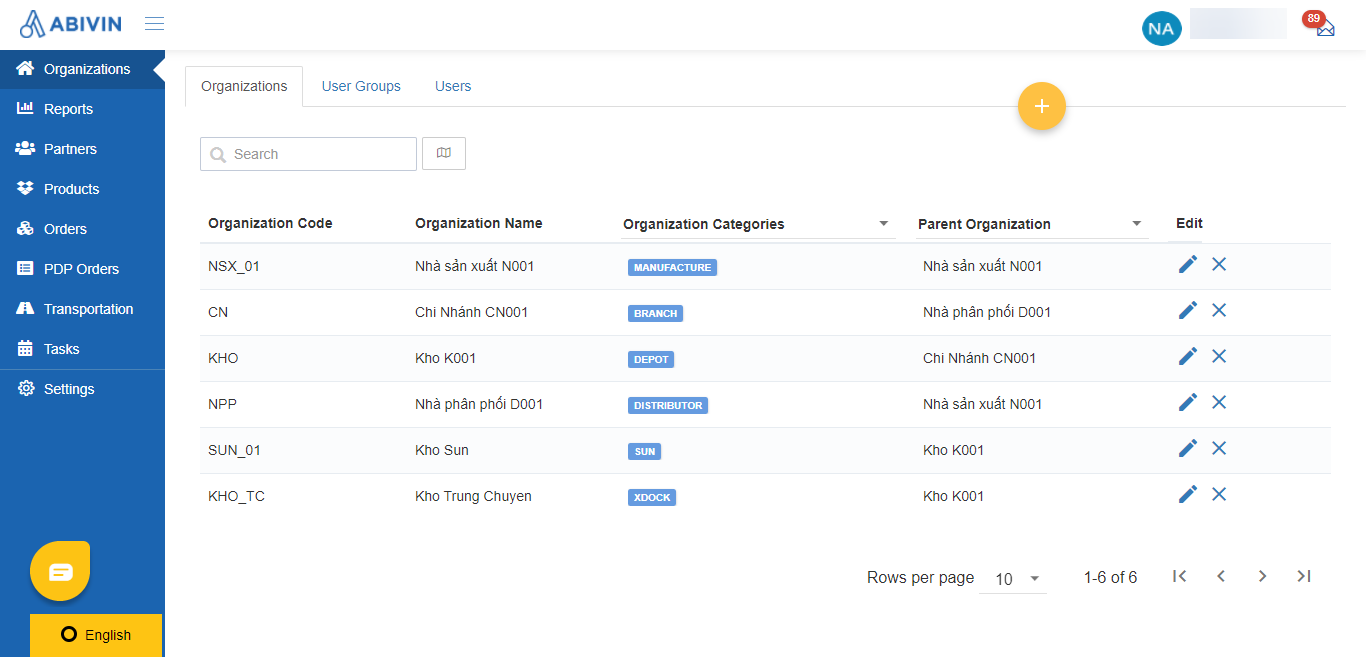 ABIVIN
NA
89
Organizations
Reports
Partners
Products
Orders
PDP Orders
Transportation
Tasks
Settings
English
Organizations User Groups Users
+
Search
Organization Code Organization Name Organization Categories Parent Organization Edit
NSX_01 Nhà sản xuất N001 MANUFACTURE Nhà sản xuất N001
CN Chi Nhánh CN001 BRANCH Nhà phân phối D001
KHO Kho K001 DEPOT Chi Nhánh CN001
NPP Nhà phân phối D001 DISTRIBUTOR Nhà sản xuất N001
SUN_01 Kho Sun SUN Kho K001
KHO_TC Kho Trung Chuyen XDOCK Kho K001
Rows per page 10 1-6 of 6